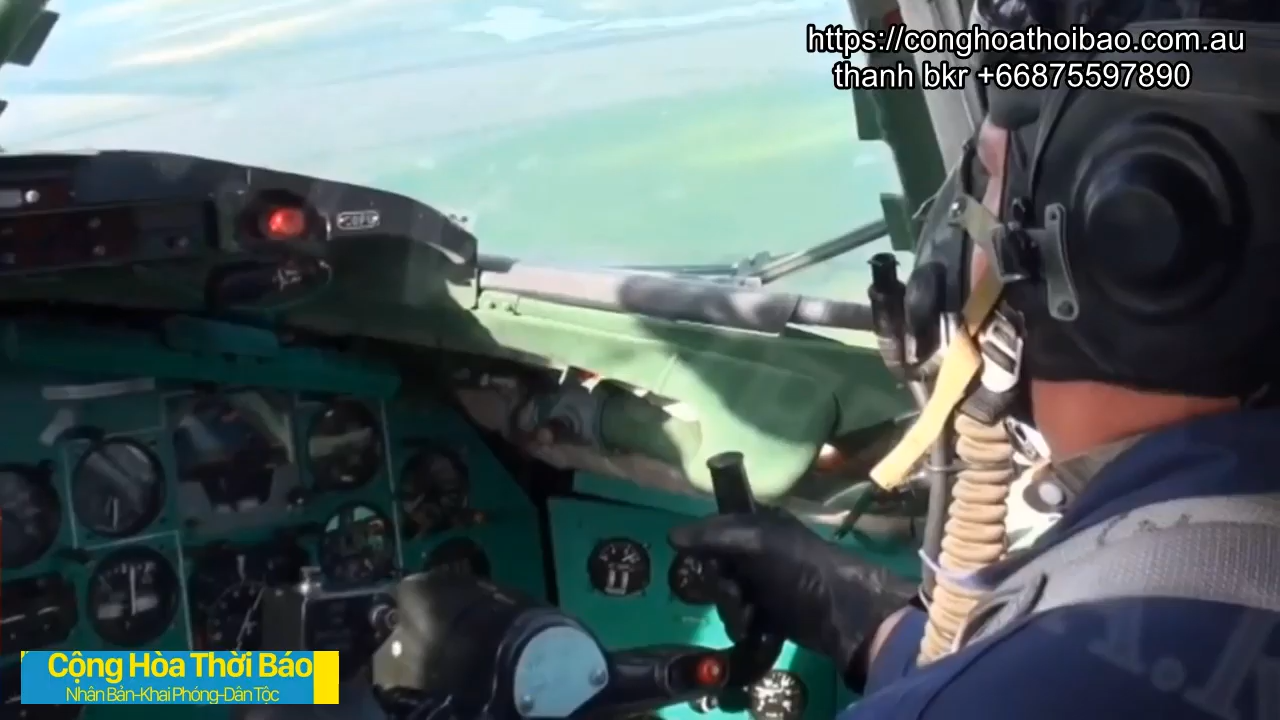 https://conghoathoibao.com.au
thanh bkr +66875597890
Cộng Hòa Thời Báo
Nhân Bản-Khai Phóng-Dân Tộc